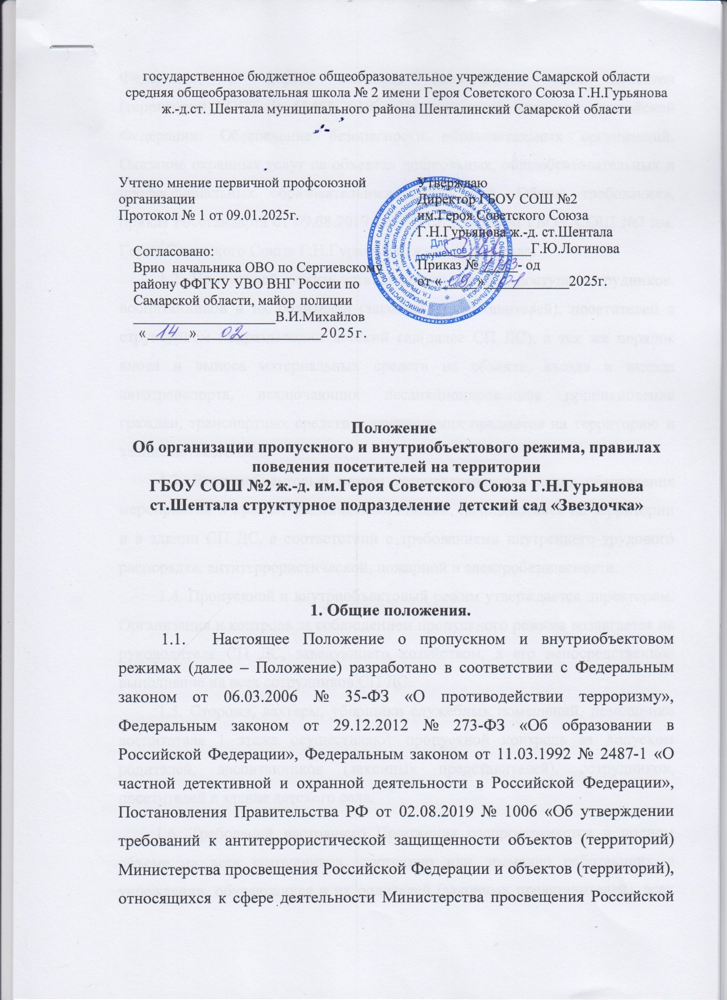 государственное бюджетное общеобразовательное учреждение Самарской области
средняя общеобразовательная школа № 2 имени Героя Советского Союза Г.Н.Гурьянова
ж.-д.ст. Шентала муниципального района Шенталинский Самарской области
Учтено мнение первичной профсоюзной
организации
Протокол № 1 от 09.01.2025г.
Согласовано:
Врио начальника ОВО по Сергиевскому
району ФФГКУ УВО ВНГ России по
Самарской области, майор полиции
____________________В.И.Михайлов
« 14 » 02 2025г.
Утверждаю
Директор ГБОУ СОШ №2
им.Героя Советского Союза
Г.Н.Гурьянова ж.-д. ст.Шентала
________________Г.Ю.Логинова
Приказ № - од
от « » 2025г.
Для
документов
Положение
Об организации пропускного и внутриобъектового режима, правилах
поведения посетителей на территории
ГБОУ СОШ №2 ж.-д. им.Героя Советского Союза Г.Н.Гурьянова
ст.Шентала структурное подразделение детский сад «Звездочка»
1. Общие положения.
1.1. Настоящее Положение о пропускном и внутриобъектовом
режимах (далее – Положение) разработано в соответствии с Федеральным
законом от 06.03.2006 № 35-ФЗ «О противодействии терроризму»,
Федеральным законом от 29.12.2012 № 273-ФЗ «Об образовании в
Российской Федерации», Федеральным законом от 11.03.1992 № 2487-1 «О
частной детективной и охранной деятельности в Российской Федерации»,
Постановления Правительства РФ от 02.08.2019 № 1006 «Об утверждении
требований к антитеррористической защищенности объектов (территорий)
Министерства просвещения Российской Федерации и объектов (территорий),
относящихся к сфере деятельности Министерства просвещения Российской